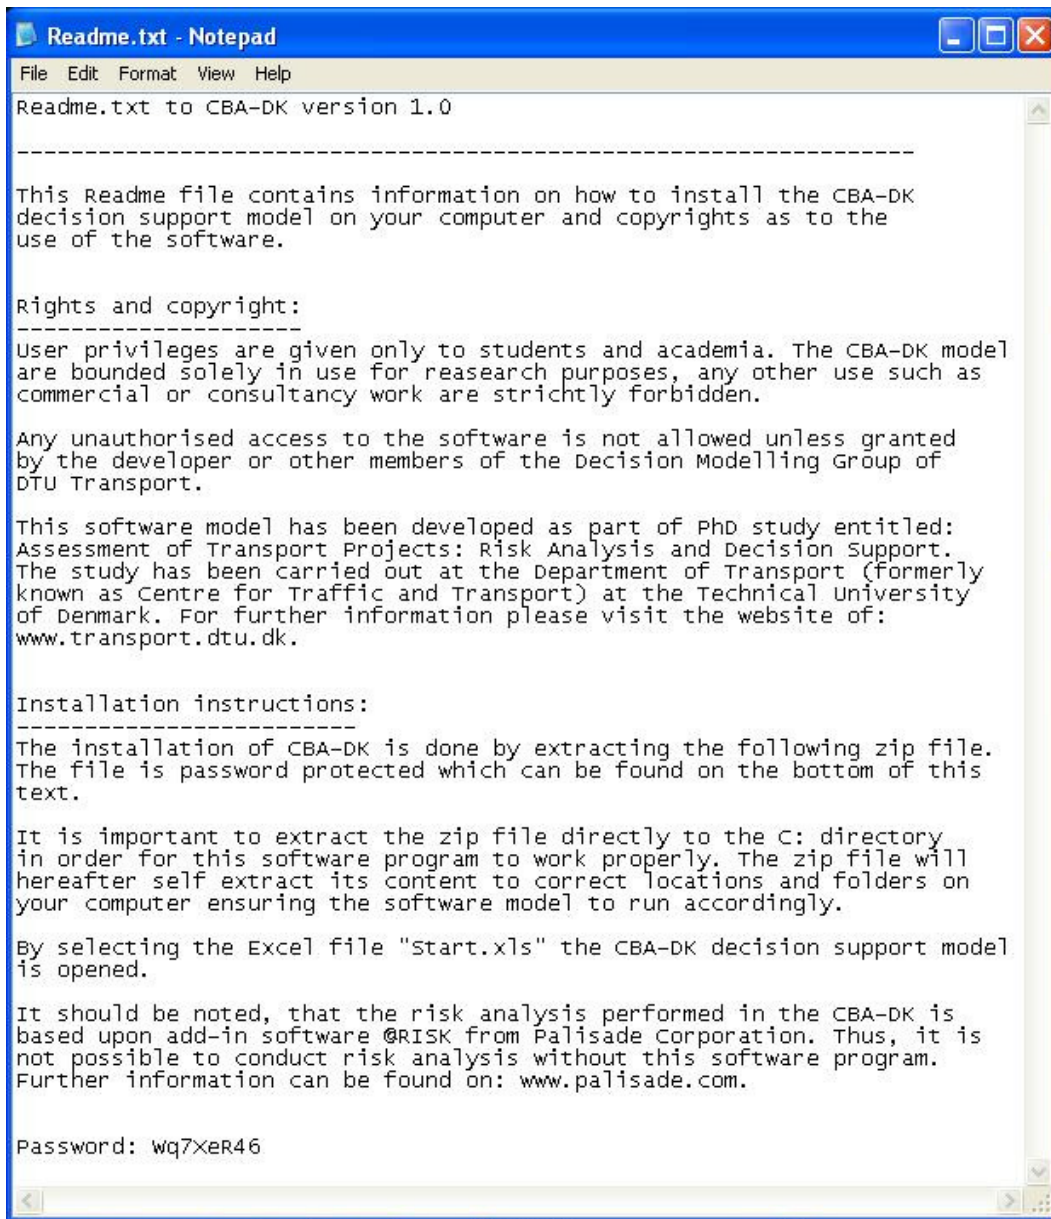 Readme.txt - Notepad
File Edit Format View Help
Readme.txt to CBA-DK version 1.0
------------------------------------------------------------------
This Readme file contains information on how to install the CBA-DK
decision support model on your computer and copyrights as to the
use of the software.
Rights and copyright:
---------------------
User privileges are given only to students and academia. The CBA-DK model
are bounded solely in use for reasearch purposes, any other use such as
commercial or consultancy work are strichtly forbidden.
Any unauthorised access to the software is not allowed unless granted
by the developer or other members of the Decision Modelling Group of
DTU Transport.
This software model has been developed as part of PhD study entitled:
Assessment of Transport Projects: Risk Analysis and Decision Support.
The study has been carried out at the Department of Transport (formerly
known as Centre for Traffic and Transport) at the Technical University
of Denmark. For further information please visit the website of:
www.transport.dtu.dk.
Installation instructions:
-------------------------
The installation of CBA-DK is done by extracting the following zip file.
The file is password protected which can be found on the bottom of this
text.
It is important to extract the zip file directly to the C: directory
in order for this software program to work properly. The zip file will
hereafter self extract its content to correct locations and folders on
your computer ensuring the software model to run accordingly.
By selecting the Excel file "Start.xls" the CBA-DK decision support model
is opened.
It should be noted, that the risk analysis performed in the CBA-DK is
based upon add-in software @RISK from Palisade Corporation. Thus, it is
not possible to conduct risk analysis without this software program.
Further information can be found on: www.palisade.com.
Password: Wq7XeR46